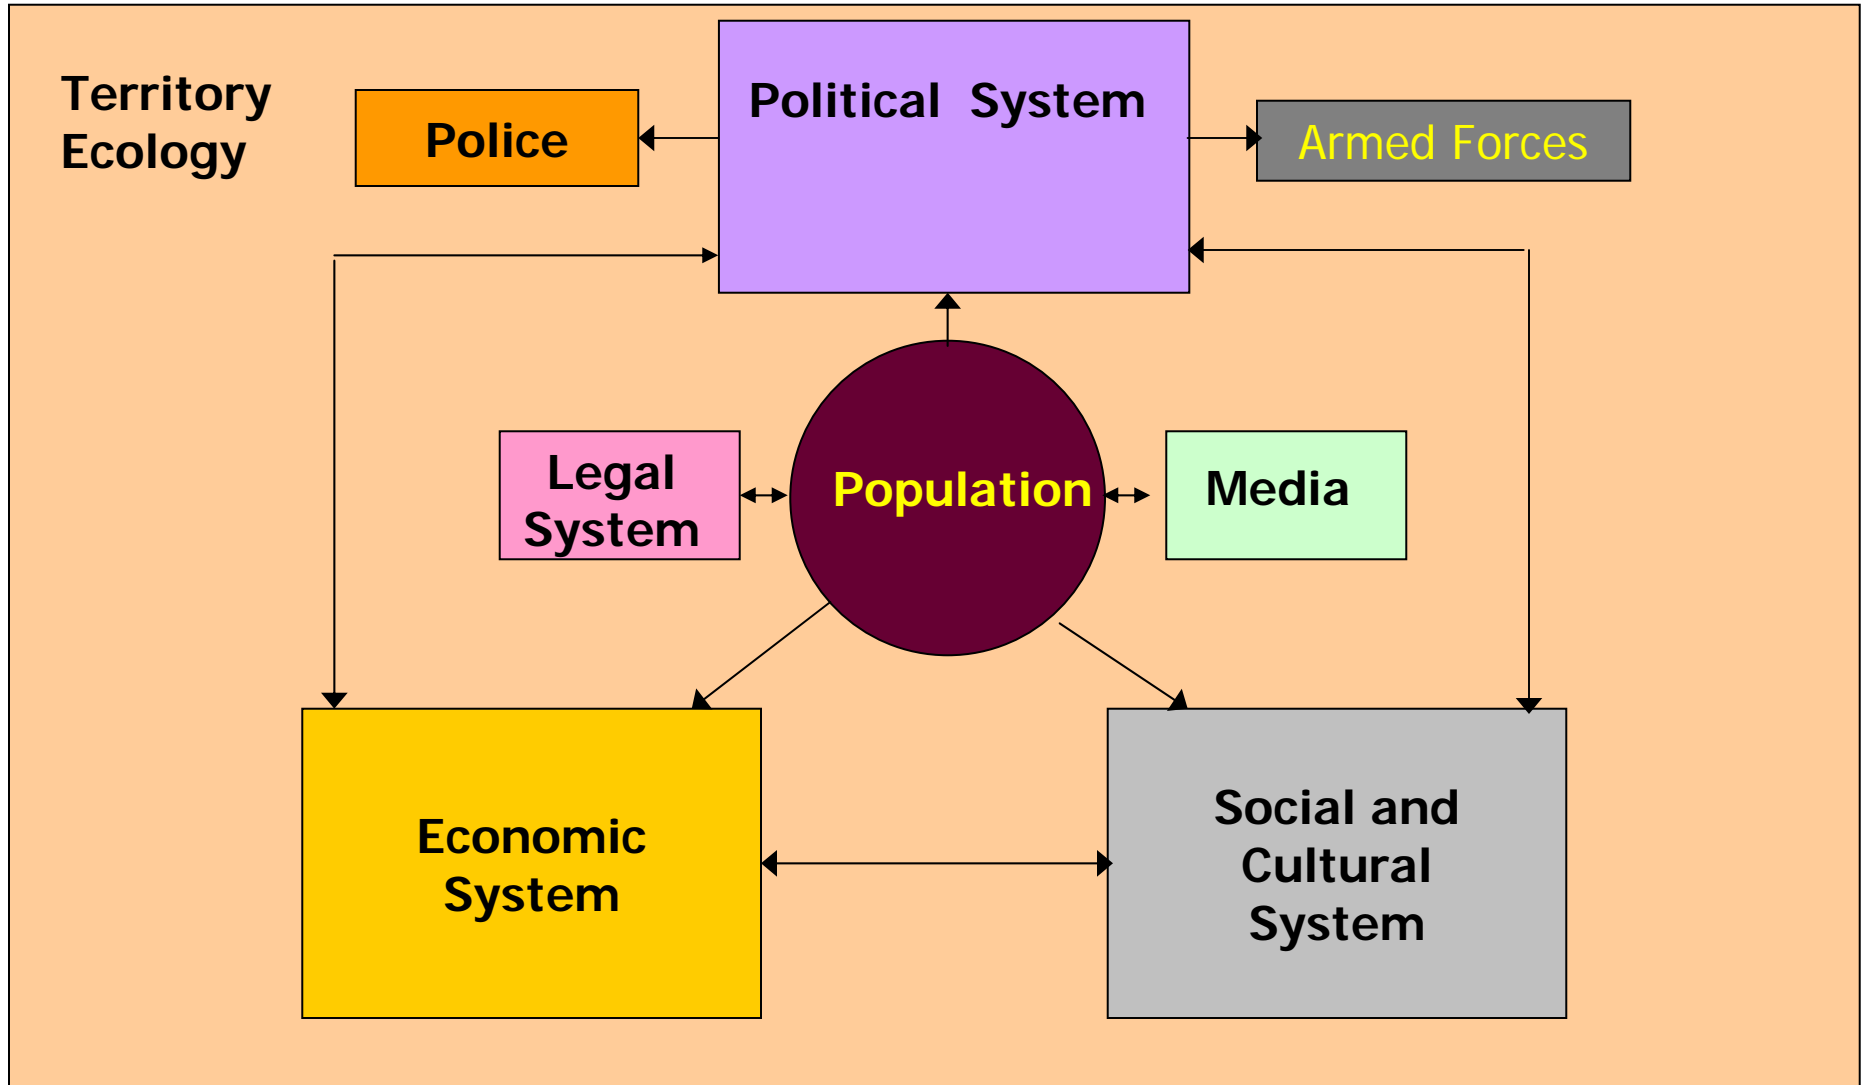 Territory
Ecology
Police
Political System
Armed Forces
Legal
System
Population
Media
Economic
System
Social and
Cultural
System